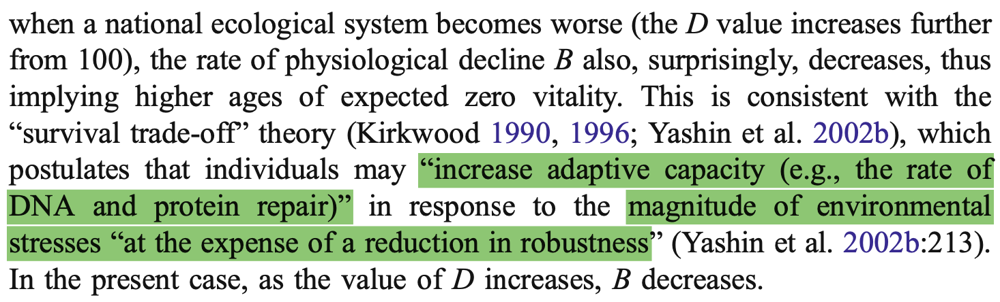 when a national ecological system becomes worse (the D value increases further
from 100), the rate of physiological decline B also, surprisingly, decreases, thus
implying higher ages of expected zero vitality. This is consistent with the
“survival trade-off” theory (Kirkwood 1990, 1996; Yashin et al. 2002b), which
postulates that individuals may “increase adaptive capacity (e.g., the rate of
DNA and protein repair)” in response to the magnitude of environmental
stresses “at the expense of a reduction in robustness” (Yashin et al. 2002b:213).
In the present case, as the value of D increases, B decreases.